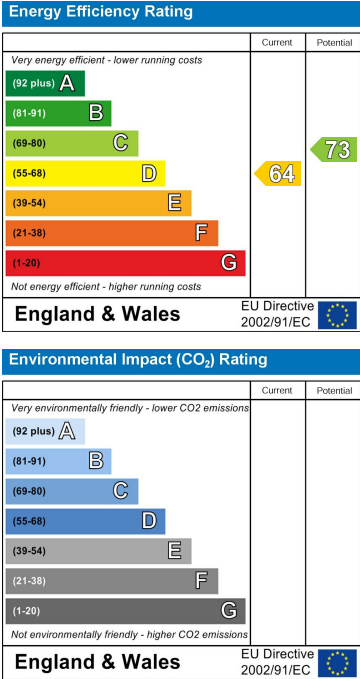 Energy Efficiency Rating
Current Potential
Very energy efficient - lower running costs
(92 plus) A
(81-91) B
(69-80) C
(55-68) D
(39-54) E
(21-38) F
(1-20) G
64
73
Not energy efficient - higher running costs
England & Wales
EU Directive
2002/91/EC
Environmental Impact (CO₂) Rating
Current Potential
Very environmentally friendly - lower CO2 emissions
(92 plus) A
(81-91) B
(69-80) C
(55-68) D
(39-54) E
(21-38) F
(1-20) G
Not environmentally friendly - higher CO2 emissions
England & Wales
EU Directive
2002/91/EC